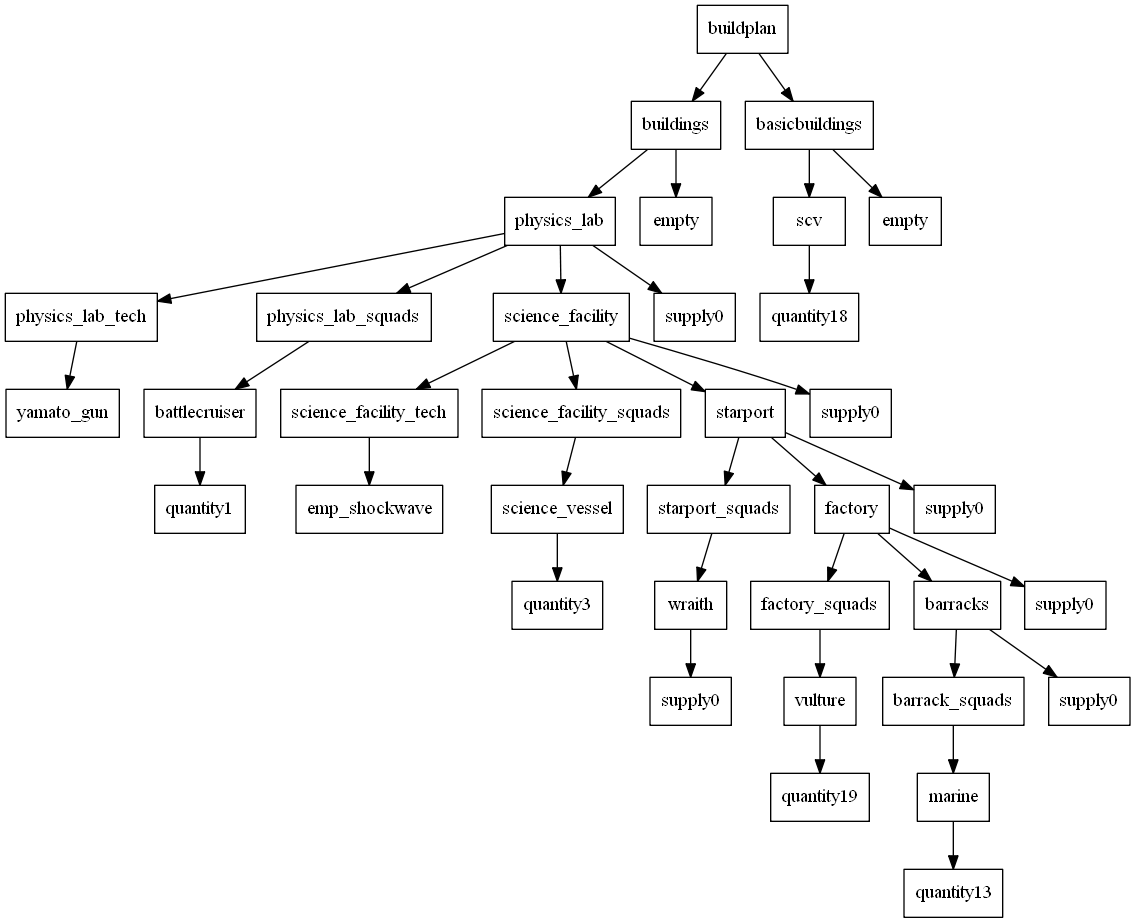 buildplan
buildings
basicbuildings
physics_lab
empty
scv
empty
physics_lab_tech
physics_lab_squads
science_facility
supply0
quantity18
yamato_gun
battlecruiser
science_facility_tech
science_facility_squads
starport
supply0
quantity1
emp_shockwave
science_vessel
starport_squads
factory
supply0
quantity3
wraith
factory_squads
barracks
supply0
supply0
vulture
barrack_squads
supply0
quantity19
marine
quantity13